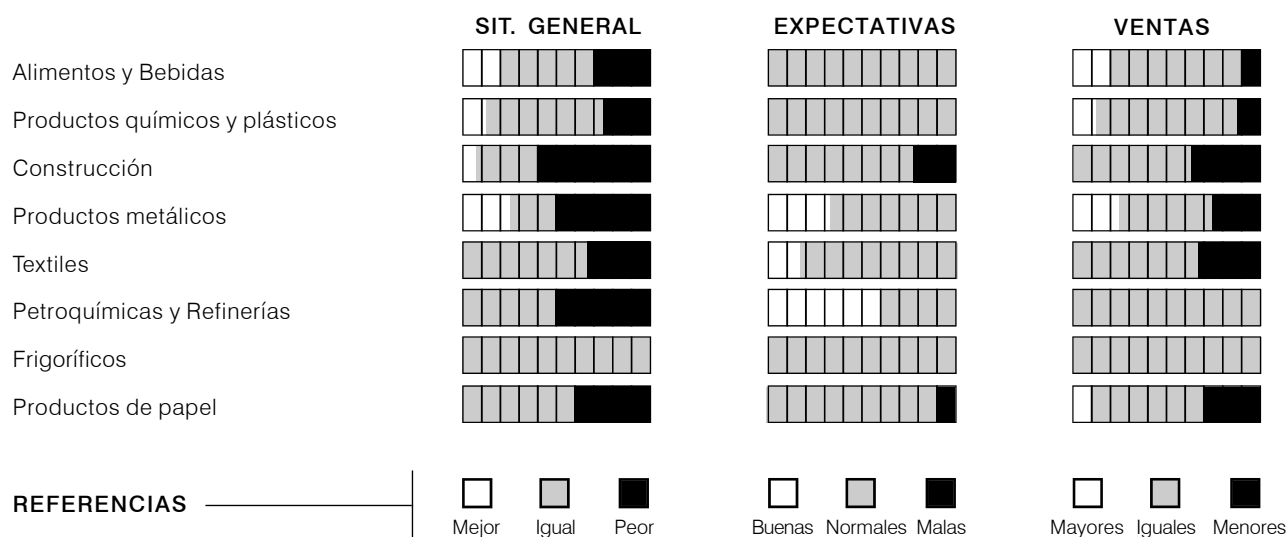 SIT. GENERAL EXPECTATIVAS VENTAS
Alimentos y Bebidas
Productos químicos y plásticos
Construcción
Productos metálicos
Textiles
Petroquímicas y Refinerías
Frigoríficos
Productos de papel
REFERENCIAS
Mejor Igual Peor Buenas Normales Malas Mayores Iguales Menores